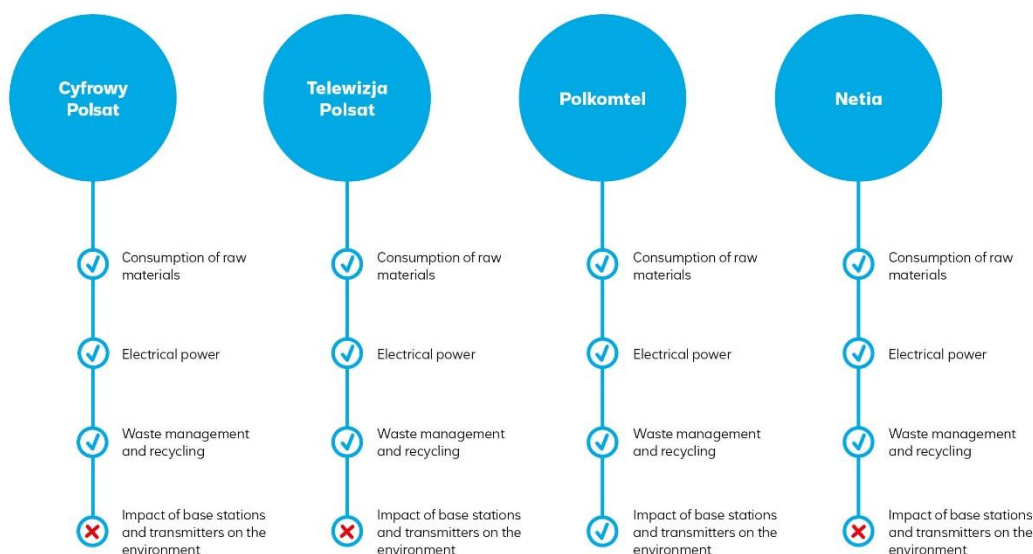 Cyfrowy
Polsat
Telewizja
Polsat
Polkomtel
Netia
Consumption of raw
materials
Consumption of raw
materials
Consumption of raw
materials
Consumption of raw
materials
Electrical power
Electrical power
Electrical power
Electrical power
Waste management
and recycling
Waste management
and recycling
Waste management
and recycling
Waste management
and recycling
Impact of base stations
and transmitters on the
environment
Impact of base stations
and transmitters on the
environment
Impact of base stations
and transmitters on the
environment
Impact of base stations
and transmitters on the
environment